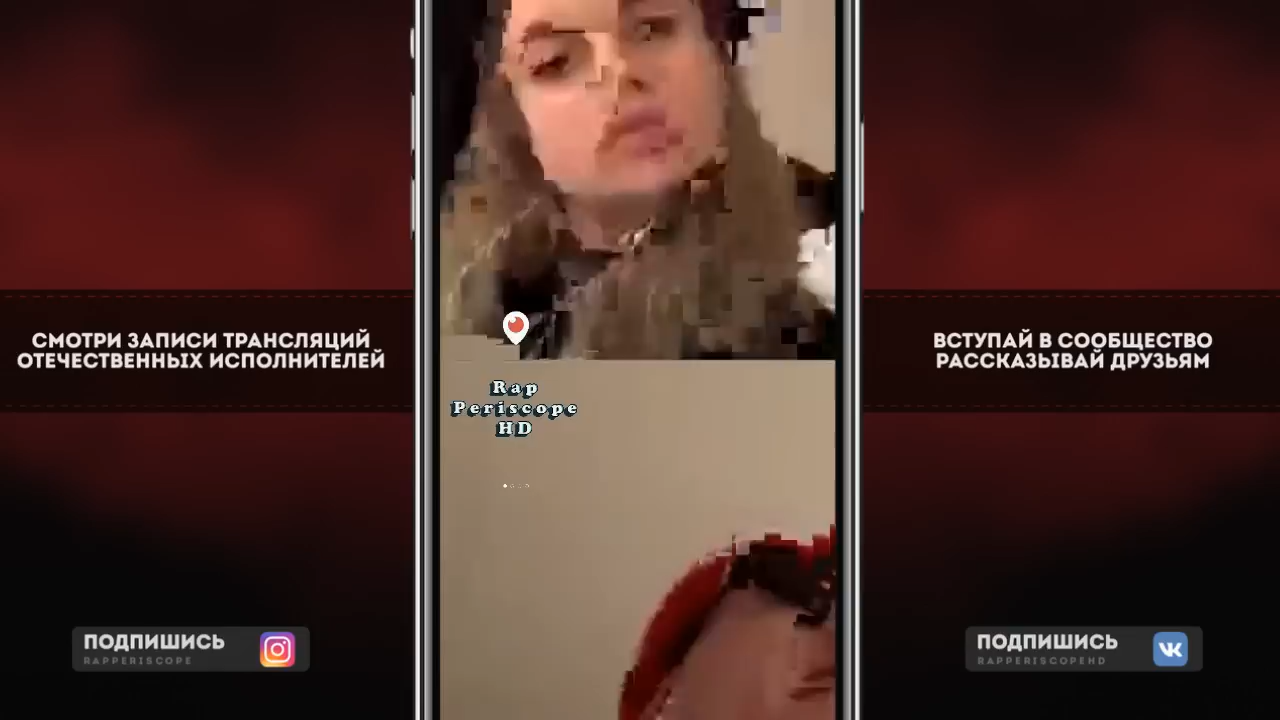 СМОТРИ ЗАПИСИ ТРАНСЛЯЦИЙ
ОТЕЧЕСТВЕННЫХ ИСПОЛНИТЕЛЕЙ
ВСТУПАЙ В СООБЩЕСТВО
РАССКАЗЫВАЙ ДРУЗЬЯМ
Rap
Periscope
HD
ПОДПИШИСЬ
RAPPERISCOPE
ПОДПИШИСЬ
RAPPERISCOPEHD